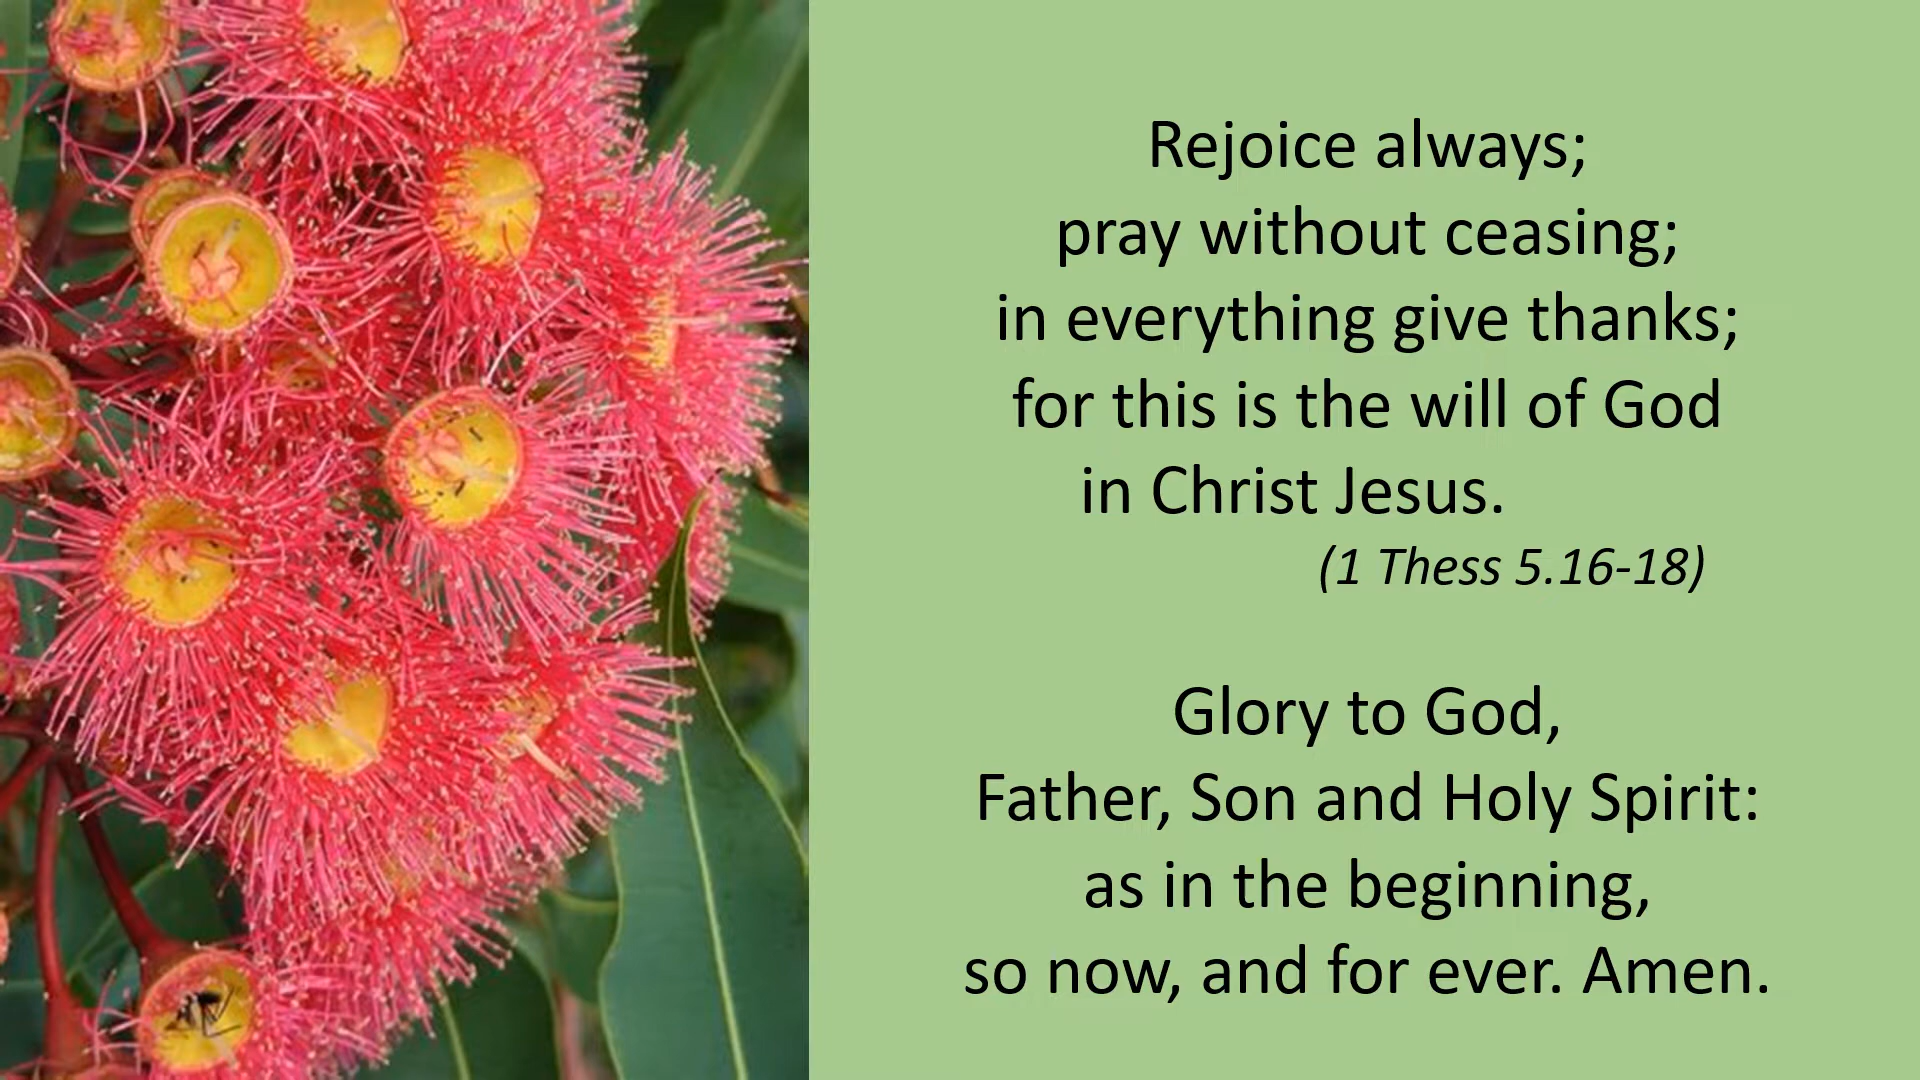 Rejoice always;
pray without ceasing;
in everything give thanks;
for this is the will of God
in Christ Jesus.
(1 Thess 5.16-18)
Glory to God,
Father, Son and Holy Spirit:
as in the beginning,
so now, and for ever. Amen.